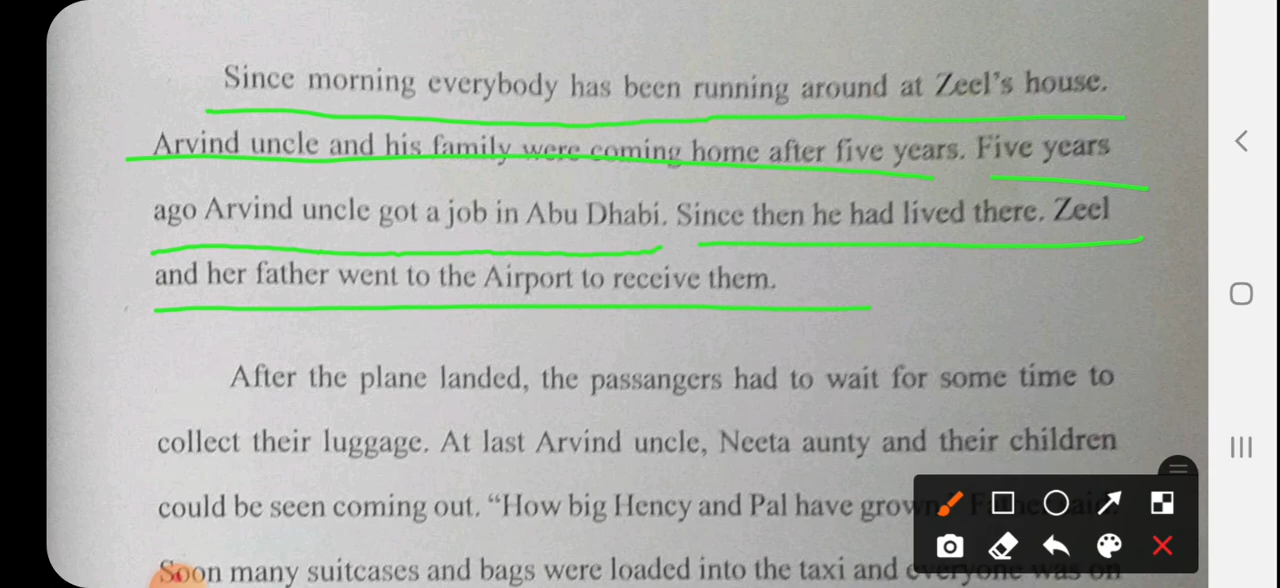 Since morning everybody has been running around at Zeel's house.
Arvind uncle and his family were coming home after five years. Five years
ago Arvind uncle got a job in Abu Dhabi. Since then he had lived there. Zeel
and her father went to the Airport to receive them.
After the plane landed, the passangers had to wait for some time to
collect their luggage. At last Arvind uncle, Neeta aunty and their children
could be seen coming out. “How big Hency and Pal have grown
Soon many suitcases and bags were loaded into the taxi and everyone was on